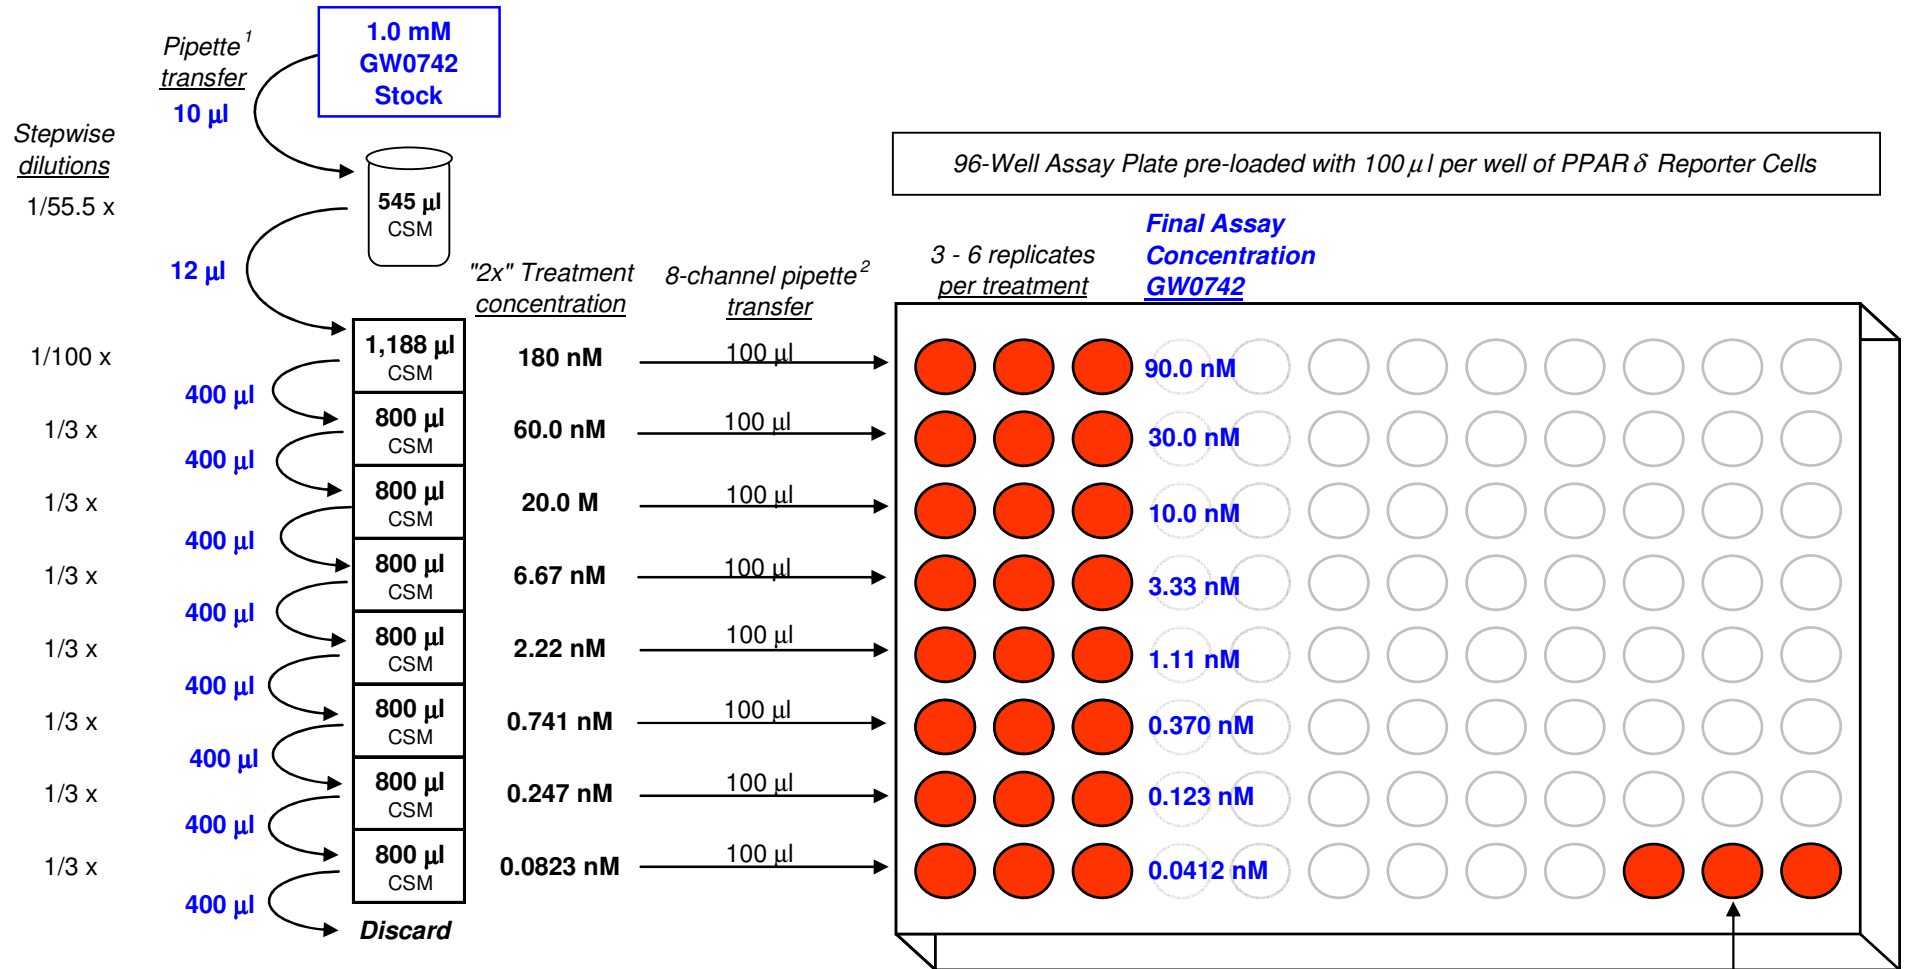 1.0 mM
GW0742
Stock
Pipette1
transfer
10 µl
Stepwise
dilutions
1/55.5 x
545 µl
CSM
12 µl
96-Well Assay Plate pre-loaded with 100 µl per well of PPAR δ Reporter Cells
"2x" Treatment
concentration
8-channel pipette2
transfer
3 - 6 replicates
per treatment
Final Assay
Concentration
GW0742
1/100 x
1,188 µl
CSM
180 nM
100 µl
90.0 nM
400 µl
1/3 x
800 µl
CSM
60.0 nM
100 µl
30.0 nM
400 µl
1/3 x
800 µl
CSM
20.0 M
100 µl
10.0 nM
400 µl
1/3 x
800 µl
CSM
6.67 nM
100 µl
3.33 nM
400 µl
1/3 x
800 µl
CSM
2.22 nM
100 µl
1.11 nM
400 µl
1/3 x
800 µl
CSM
0.741 nM
100 µl
0.370 nM
400 µl
1/3 x
800 µl
CSM
0.247 nM
100 µl
0.123 nM
400 µl
1/3 x
800 µl
CSM
0.0823 nM
100 µl
0.0412 nM
400 µl
Discard